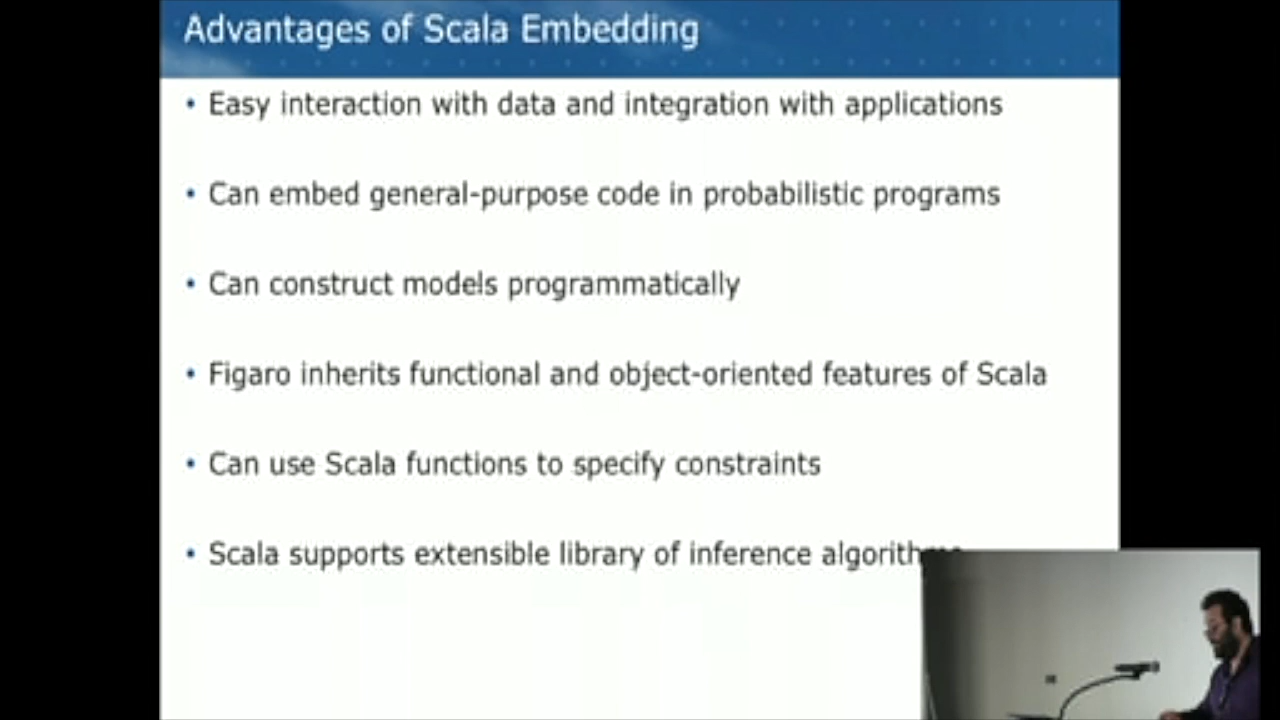 Advantages of Scala Embedding
• Easy interaction with data and integration with applications
• Can embed general-purpose code in probabilistic programs
• Can construct models programmatically
• Figaro inherits functional and object-oriented features of Scala
• Can use Scala functions to specify constraints
• Scala supports extensible library of inference algorithms